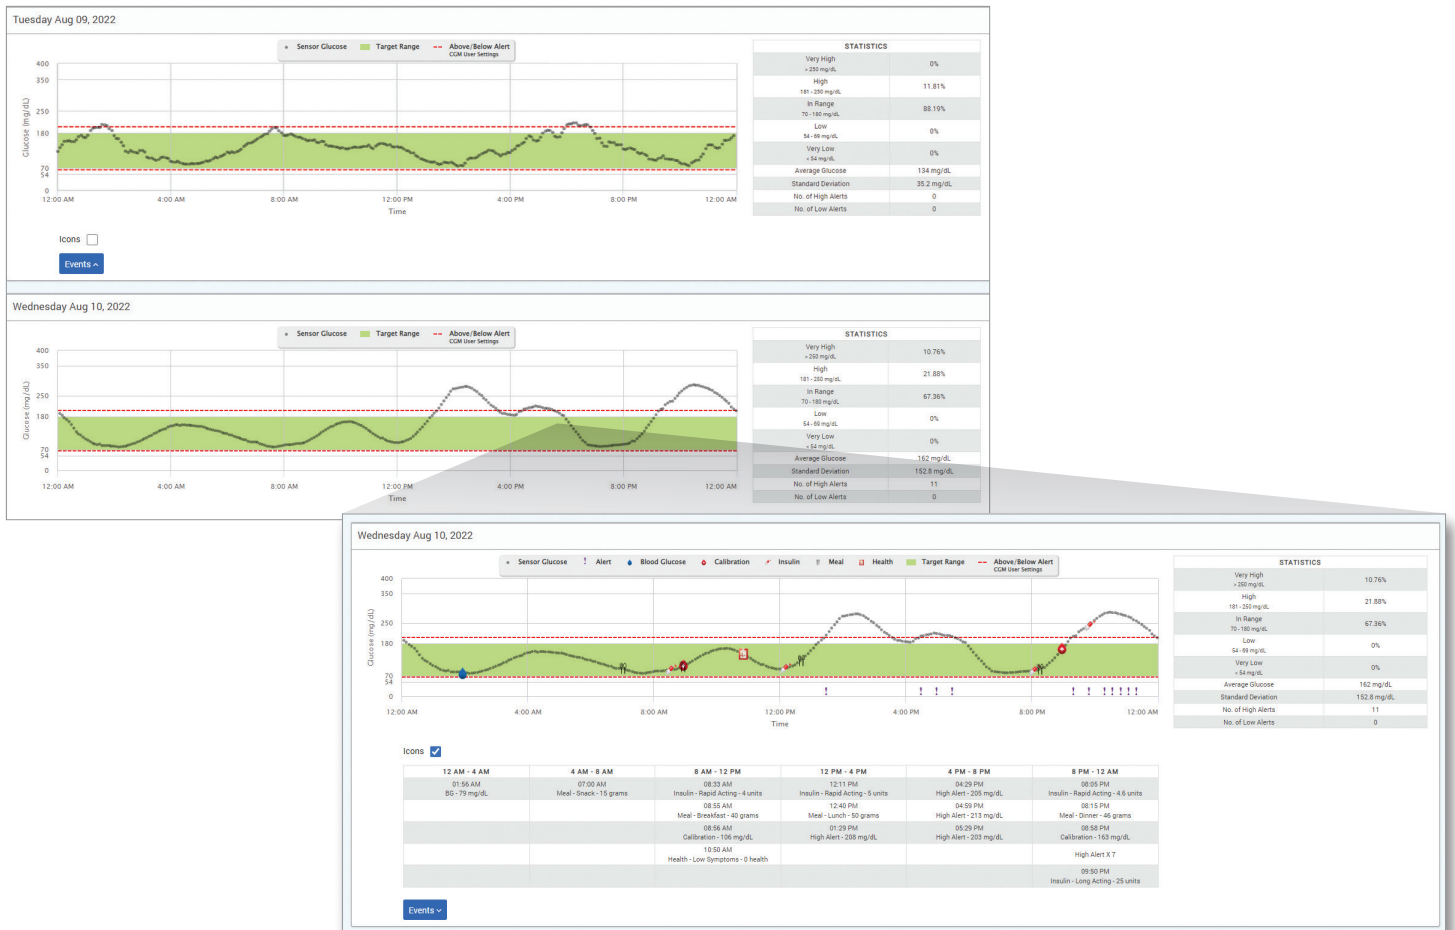 Tuesday Aug 09, 2022
Sensor Glucose Target Range Above/Below Alert
CGM User Settings
Glucose (mg/dL)
400
350
250
180
70
54
0
12:00 AM 4:00 AM 8:00 AM 12:00 PM 4:00 PM 8:00 PM 12:00 AM
Time
STATISTICS
Very High
> 250 mg/dL
0%
High
181 - 250 mg/dL
11.81%
In Range
70 - 180 mg/dL
88.19%
Low
54 - 69 mg/dL
0%
Very Low
< 54 mg/dL
0%
Average Glucose 134 mg/dL
Standard Deviation 35.2 mg/dL
No. of High Alerts 0
No. of Low Alerts 0
Icons
Events
Wednesday Aug 10, 2022
Sensor Glucose Target Range Above/Below Alert
CGM User Settings
Glucose (mg/dL)
400
350
250
180
70
54
0
12:00 AM 4:00 AM 8:00 AM 12:00 PM 4:00 PM 8:00 PM 12:00 AM
Time
STATISTICS
Very High
> 250 mg/dL
10.76%
High
181 - 250 mg/dL
21.88%
In Range
70 - 180 mg/dL
67.36%
Low
54 - 69 mg/dL
0%
Very Low
< 54 mg/dL
0%
Average Glucose 162 mg/dL
Standard Deviation 152.8 mg/dL
No. of High Alerts 11
No. of Low Alerts 0
Wednesday Aug 10, 2022
Sensor Glucose ! Alert Blood Glucose Calibration Insulin Meal Health Target Range Above/Below Alert
CGM User Settings
Glucose (mg/dL)
400
350
250
180
70
54
0
! ! ! ! ! ! ! ! ! ! !
12:00 AM 4:00 AM 8:00 AM 12:00 PM 4:00 PM 8:00 PM 12:00 AM
Time
STATISTICS
Very High
> 250 mg/dL
10.76%
High
181 - 250 mg/dL
21.88%
In Range
70 - 180 mg/dL
67.36%
Low
54 - 69 mg/dL
0%
Very Low
< 54 mg/dL
0%
Average Glucose 162 mg/dL
Standard Deviation 152.8 mg/dL
No. of High Alerts 11
No. of Low Alerts 0
Icons
12 AM - 4 AM 4 AM - 8 AM 8 AM - 12 PM 12 PM - 4 PM 4 PM - 8 PM 8 PM - 12 AM
01:56 AM 07:00 AM 08:33 AM 12:11 PM 04:29 PM 08:05 PM
BG - 79 mg/dL Meal - Snack - 15 grams Insulin - Rapid Acting - 4 units Insulin - Rapid Acting - 5 units High Alert - 205 mg/dL Insulin - Rapid Acting - 4.6 units
08:55 AM 12:40 PM 04:59 PM 08:15 PM
Meal - Breakfast - 40 grams Meal - Lunch - 50 grams High Alert - 213 mg/dL Meal - Dinner - 46 grams
08:56 AM 01:29 PM 05:29 PM 08:58 PM
Calibration - 106 mg/dL High Alert - 208 mg/dL High Alert - 203 mg/dL Calibration - 163 mg/dL
10:50 AM
Health - Low Symptoms - 0 health
High Alert X 7
09:50 PM
Insulin - Long Acting - 25 units
Events